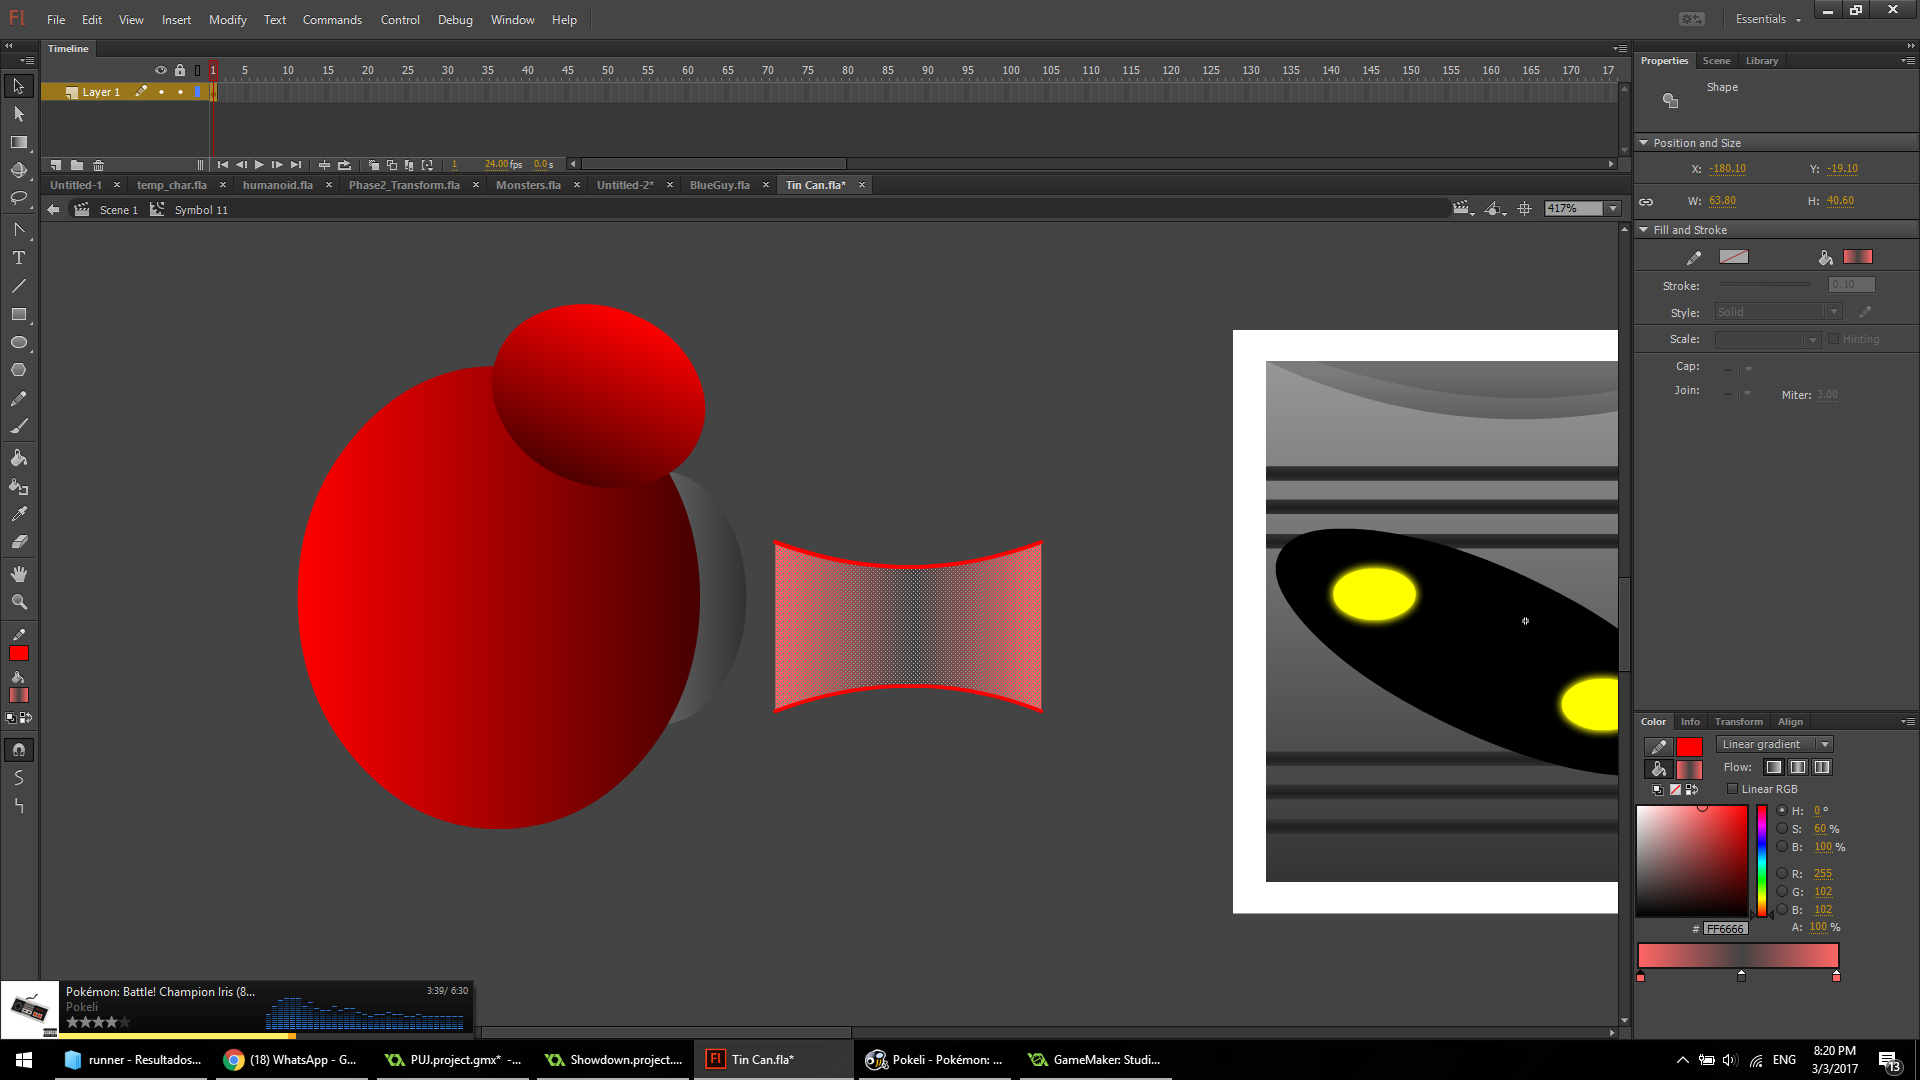 Fl File Edit View Insert Modify Text Commands Control Debug Window Help Essentials
Timeline
1 5 10 15 20 25 30 35 40 45 50 55 60 65 70 75 80 85 90 95 100 105 110 115 120 125 130 135 140 145 150 155 160 165 170 17
Layer 1
1 24.00 fps 0.0 s
Untitled-1 temp_char.fla humanoid.fla Phase2_Transform.fla Monsters.fla Untitled-2* BlueGuy.fla Tin Can.fla*
Scene 1 Symbol 11 417%
Properties Scene Library
Shape
Position and Size
X: -180.10 Y: -19.10
W: 63.80 H: 40.60
Fill and Stroke
Stroke: 0.10
Style: Solid
Scale: Hinting
Cap:
Join: Miter: 3.00
Color Info Transform Align
Linear gradient
Flow:
Linear RGB
H: 0 °
S: 60 %
B: 100 %
R: 255
G: 102
B: 102
# FF6666 A: 100 %
Pokémon: Battle! Champion Iris (8... 3:39/ 6:30
Pokeli
runner - Resultados... (18) WhatsApp - G... PUJ.project.gmx* -... Showdown.project.... Fl Tin Can.fla* Pokeli - Pokémon: ... GameMaker: Studi... ENG
8:20 PM
3/3/2017
13